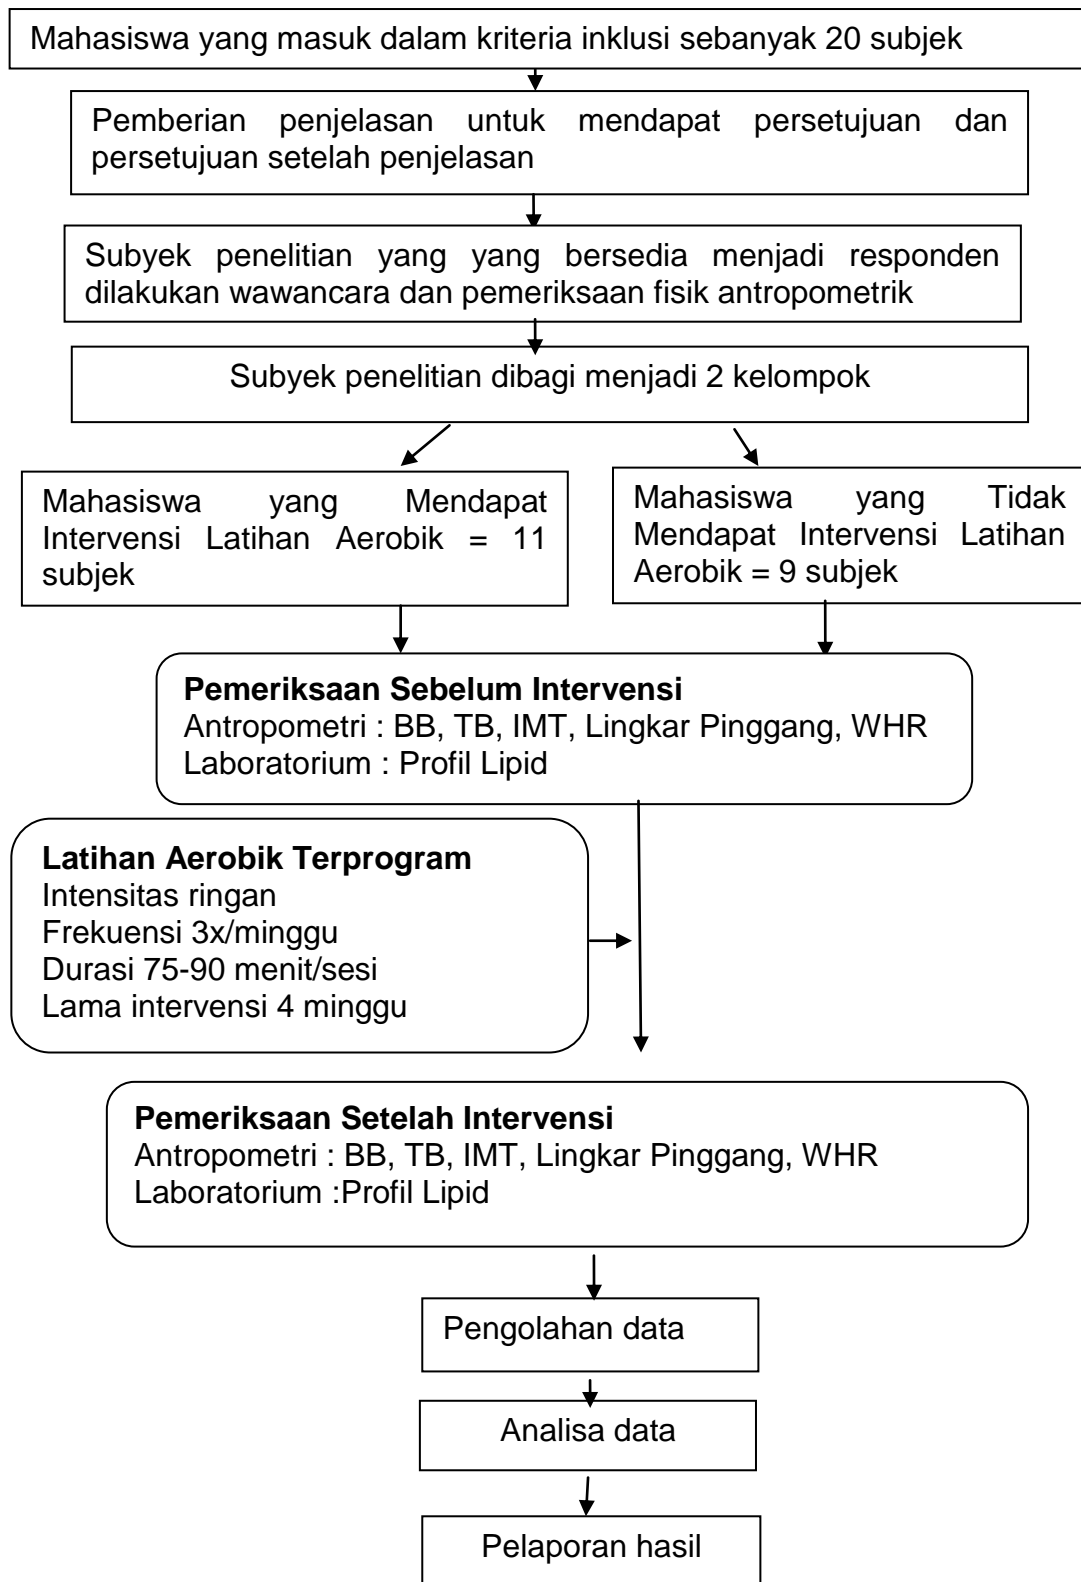 Mahasiswa yang masuk dalam kriteria inklusi sebanyak 20 subjek
Pemberian penjelasan untuk mendapat persetujuan dan
persetujuan setelah penjelasan
Subyek penelitian yang yang bersedia menjadi responden
dilakukan wawancara dan pemeriksaan fisik antropometrik
Subyek penelitian dibagi menjadi 2 kelompok
Mahasiswa yang Mendapat
Intervensi Latihan Aerobik = 11
subjek
Mahasiswa yang Tidak
Mendapat Intervensi Latihan
Aerobik = 9 subjek
Pemeriksaan Sebelum Intervensi
Antropometri : BB, TB, IMT, Lingkar Pinggang, WHR
Laboratorium : Profil Lipid
Latihan Aerobik Terprogram
Intensitas ringan
Frekuensi 3x/minggu
Durasi 75-90 menit/sesi
Lama intervensi 4 minggu
Pemeriksaan Setelah Intervensi
Antropometri : BB, TB, IMT, Lingkar Pinggang, WHR
Laboratorium :Profil Lipid
Pengolahan data
Analisa data
Pelaporan hasil